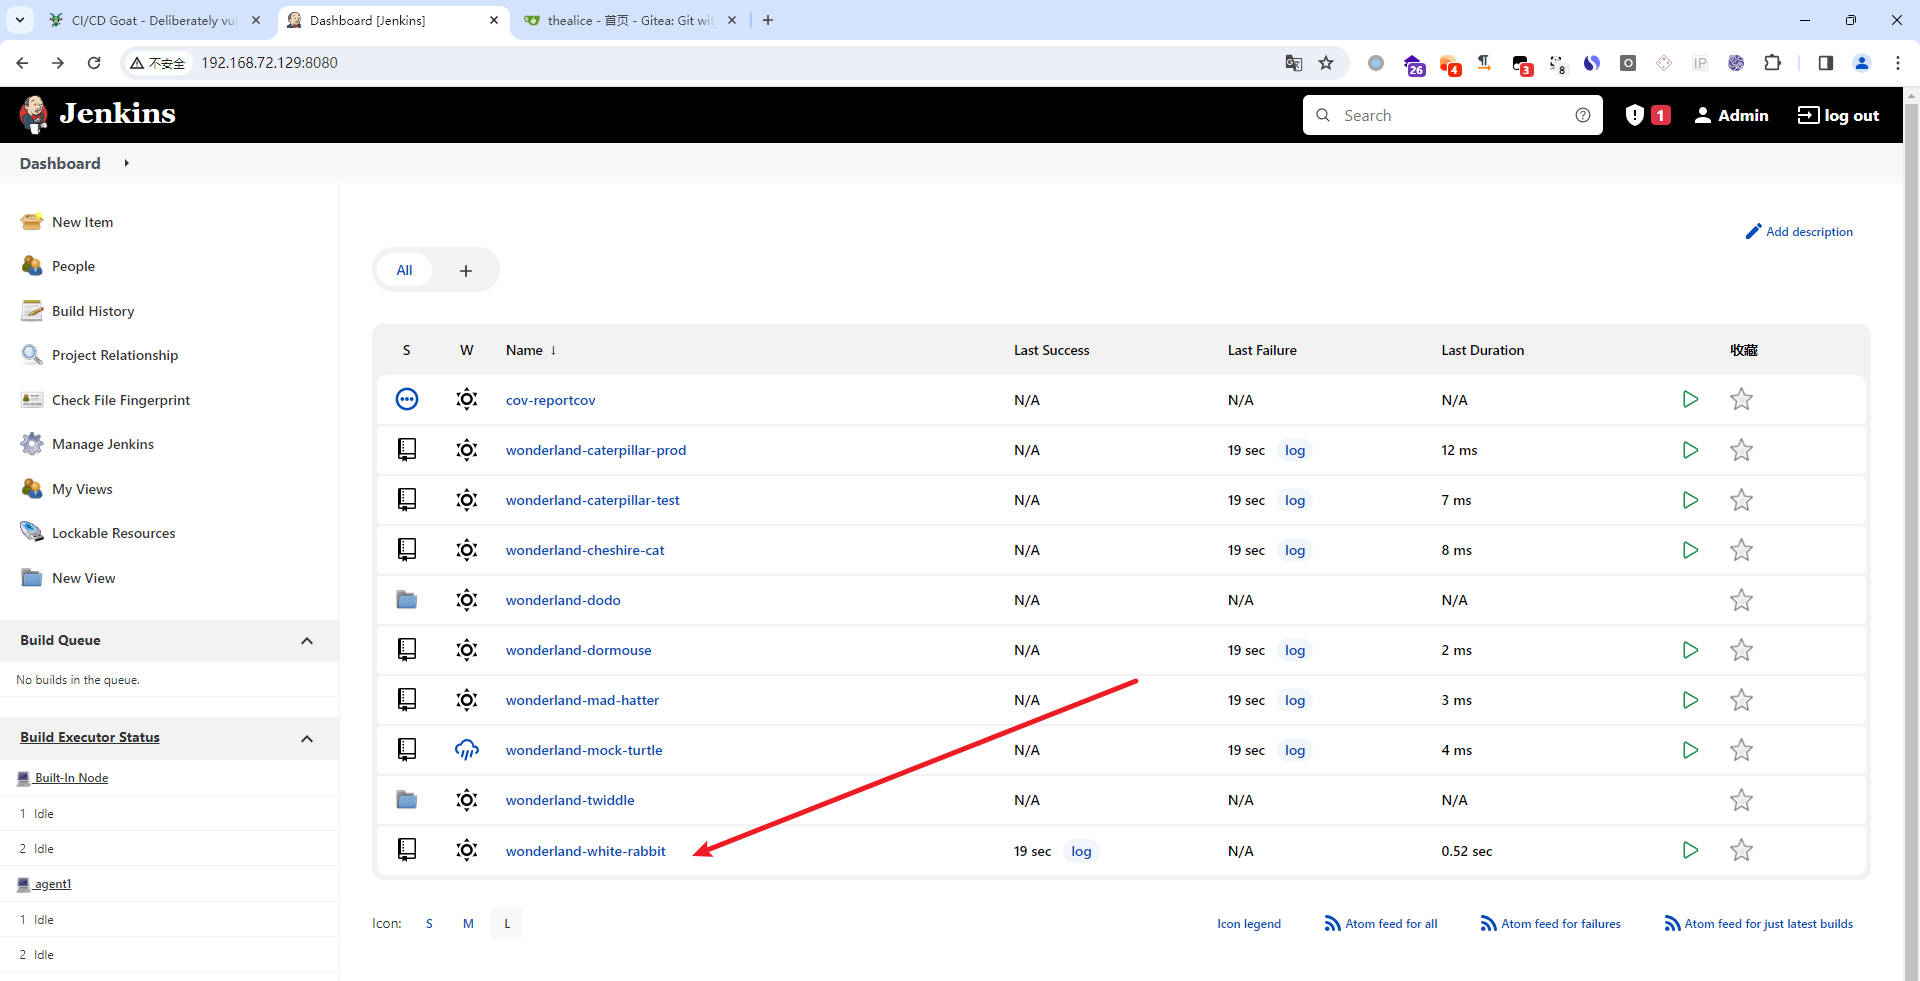 CI/CD Goat - Deliberately vul
Dashboard [Jenkins]
thealice - 首页 - Gitea: Git wit
不安全 192.168.72.129:8080
26 4 3 8 IP
Jenkins
Search
1
Admin
log out
Dashboard
New Item
People
Build History
Project Relationship
Check File Fingerprint
Manage Jenkins
My Views
Lockable Resources
New View
Build Queue
No builds in the queue.
Build Executor Status
Built-In Node
1 Idle
2 Idle
agent1
1 Idle
2 Idle
Add description
All +
S W Name ↓ Last Success Last Failure Last Duration 收藏
cov-reportcov N/A N/A N/A
wonderland-caterpillar-prod N/A 19 sec log 12 ms
wonderland-caterpillar-test N/A 19 sec log 7 ms
wonderland-cheshire-cat N/A 19 sec log 8 ms
wonderland-dodo N/A N/A N/A
wonderland-dormouse N/A 19 sec log 2 ms
wonderland-mad-hatter N/A 19 sec log 3 ms
wonderland-mock-turtle N/A 19 sec log 4 ms
wonderland-twiddle N/A N/A N/A
wonderland-white-rabbit 19 sec log N/A 0.52 sec
Icon: S M L
Icon legend Atom feed for all Atom feed for failures Atom feed for just latest builds